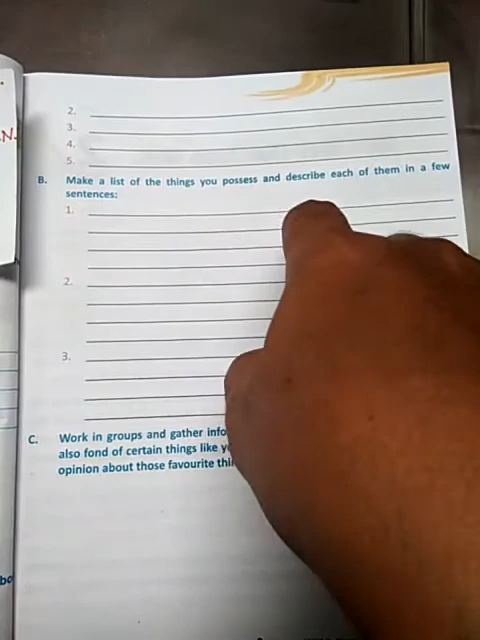 N.
2.
3.
4.
5.
B. Make a list of the things you possess and describe each of them in a few
sentences:
1.
2.
3.
C. Work in groups and gather info
also fond of certain things like y
opinion about those favourite thi
bo